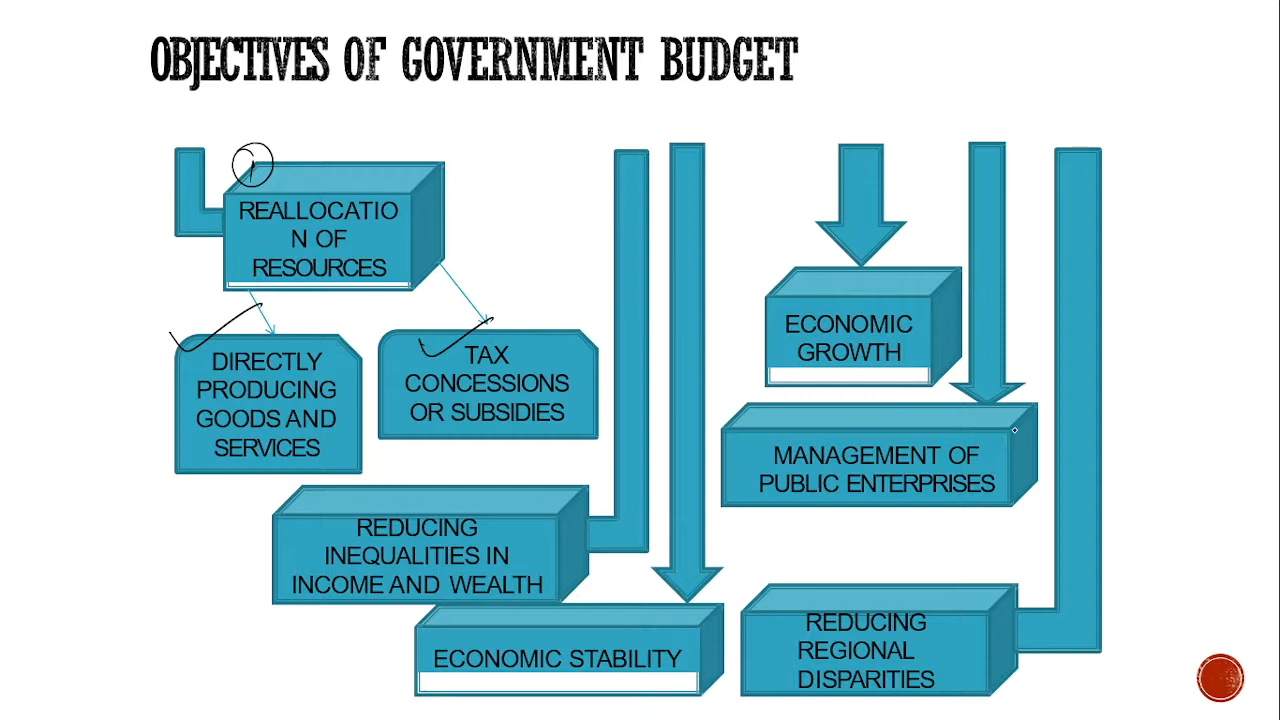 OBJECTIVES OF GOVERNMENT BUDGET
1
REALLOCATIO
N OF
RESOURCES
DIRECTLY
PRODUCING
GOODS AND
SERVICES
TAX
CONCESSIONS
OR SUBSIDIES
REDUCING
INEQUALITIES IN
INCOME AND WEALTH
ECONOMIC STABILITY
ECONOMIC
GROWTH
MANAGEMENT OF
PUBLIC ENTERPRISES
REDUCING
REGIONAL
DISPARITIES